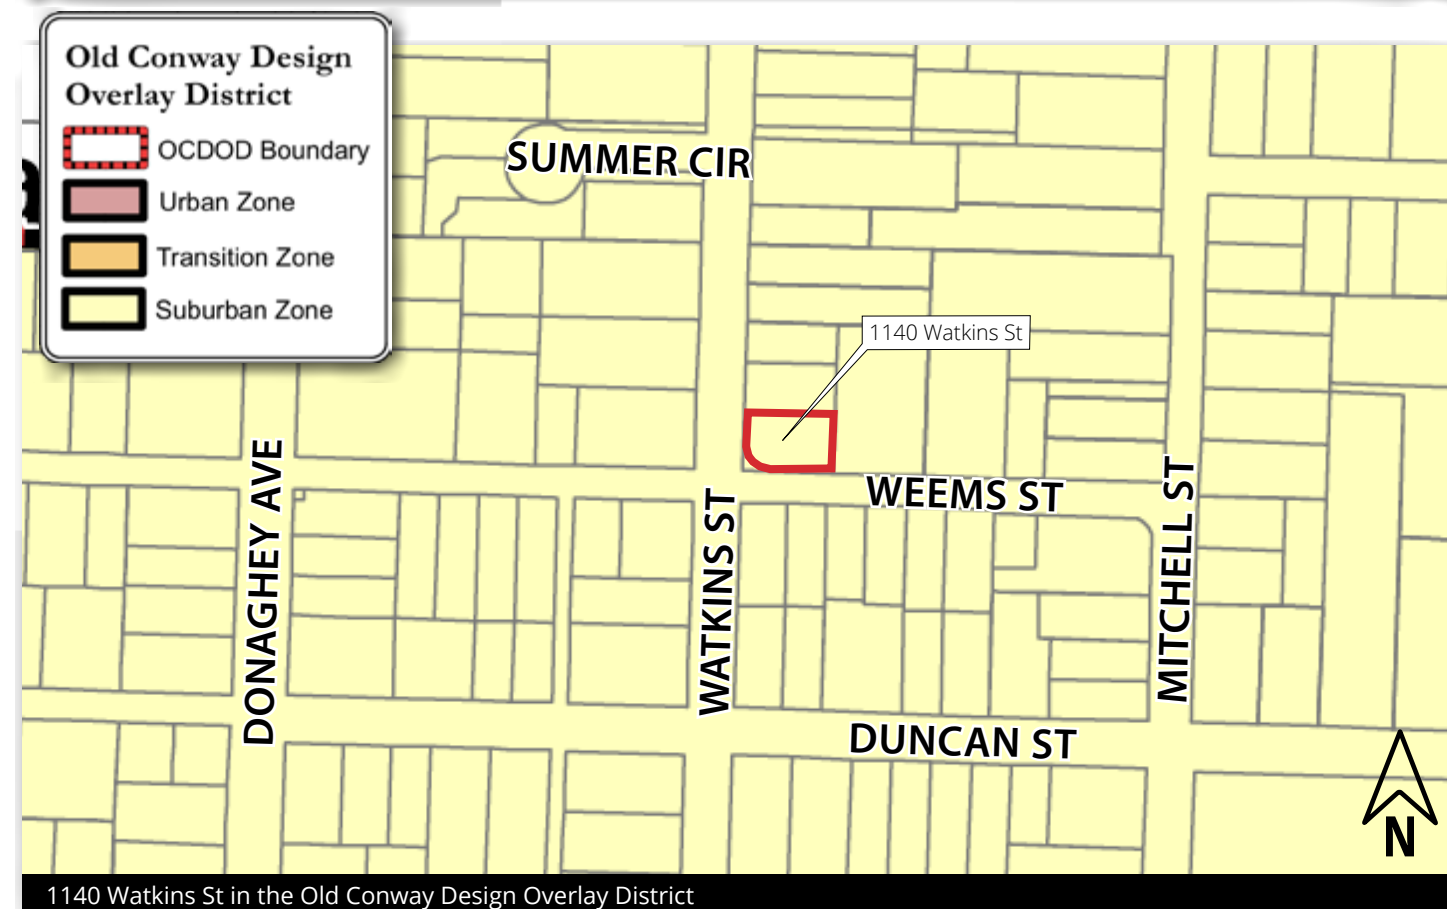 Old Conway Design
Overlay District
OCDOD Boundary
Urban Zone
Transition Zone
Suburban Zone
SUMMER CIR
1140 Watkins St
WEEMS ST
DONAGHEY AVE
WATKINS ST
MITCHELL ST
DUNCAN ST
N
1140 Watkins St in the Old Conway Design Overlay District